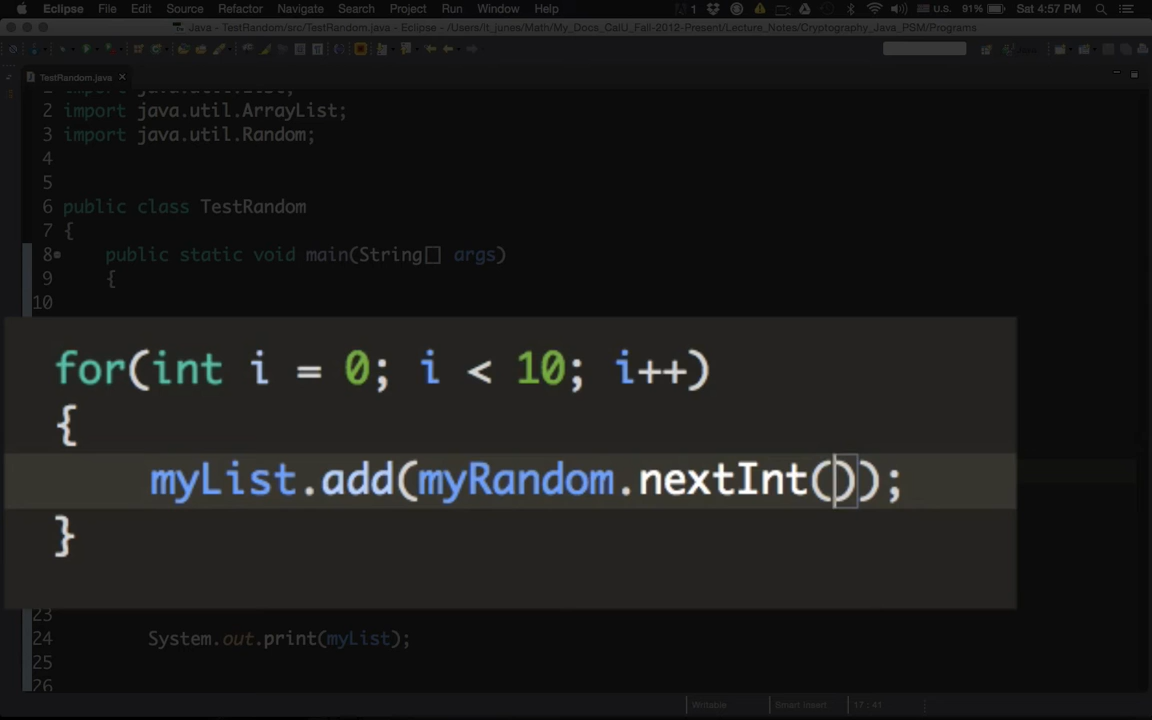 Eclipse File Edit Source Refactor Navigate Search Project Run Window Help 1 U.S. 91% Sat 4:57 PM
Java - TestRandom/src/TestRandom.java - Eclipse - /Users/it_junes/Math/My_Docs_CalU_Fall-2012-Present/Lecture_Notes/Cryptography_Java_PSM/Programs
TestRandom.java
2 import java.util.ArrayList;
3 import java.util.Random;
4
5
6 public class TestRandom
7 {
8 public static void main(String[] args)
9 {
10
for(int i = 0; i < 10; i++)
{
myList.add(myRandom.nextInt());
}
23
24 System.out.print(myList);
25
26
Writable Smart Insert 17 : 41